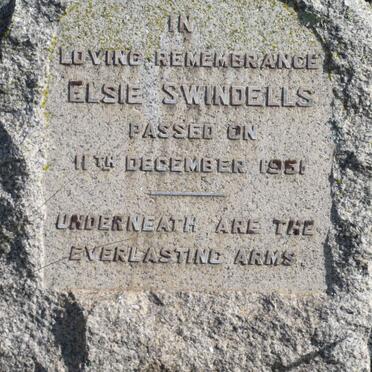 IN
LOVING REMEMBRANCE
ELSIE SWINDELLS
PASSED ON
11TH DECEMBER 1951
UNDERNEATH ARE THE
EVERLASTING ARMS.